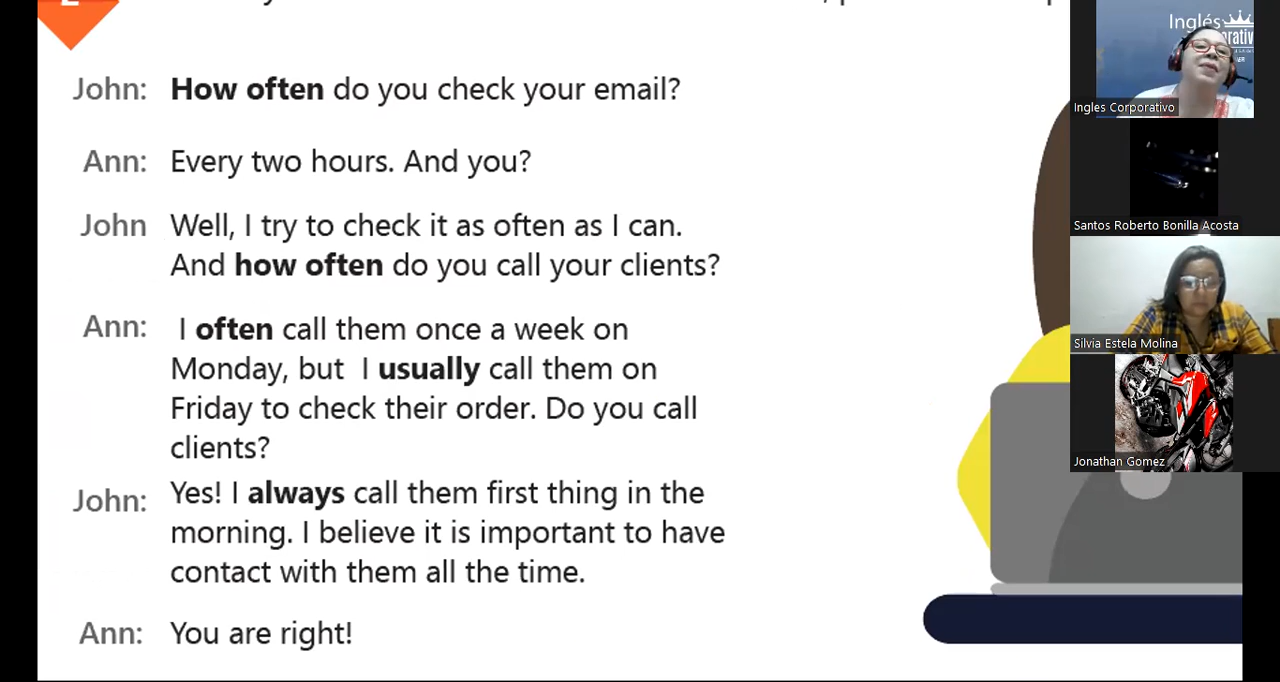 John: How often do you check your email?
Ann: Every two hours. And you?
John Well, I try to check it as often as I can.
And how often do you call your clients?
Ann: I often call them once a week on
Monday, but I usually call them on
Friday to check their order. Do you call
clients?
John: Yes! I always call them first thing in the
morning. I believe it is important to have
contact with them all the time.
Ann: You are right!
Inglés
Ingles Corporativo
Santos Roberto Bonilla Acosta
Silvia Estela Molina
Jonathan Gomez